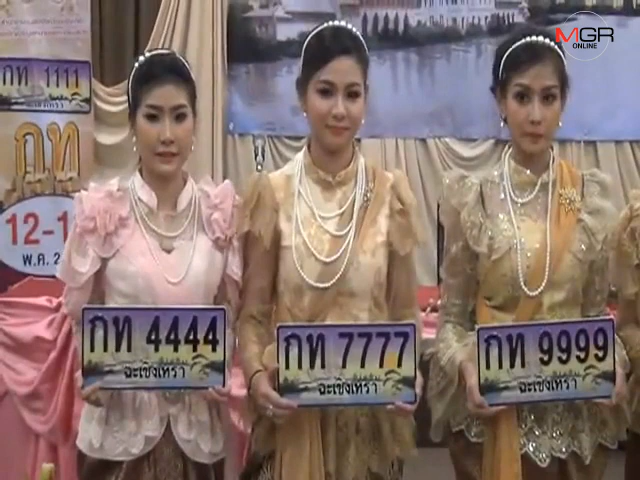 MGR
ONLINE
กท 1111
กท
12-1
พ.ค. 2
กท 4444
ฉะเชิงเทรา
กท 7777
ฉะเชิงเทรา
กท 9999
ฉะเชิงเทรา